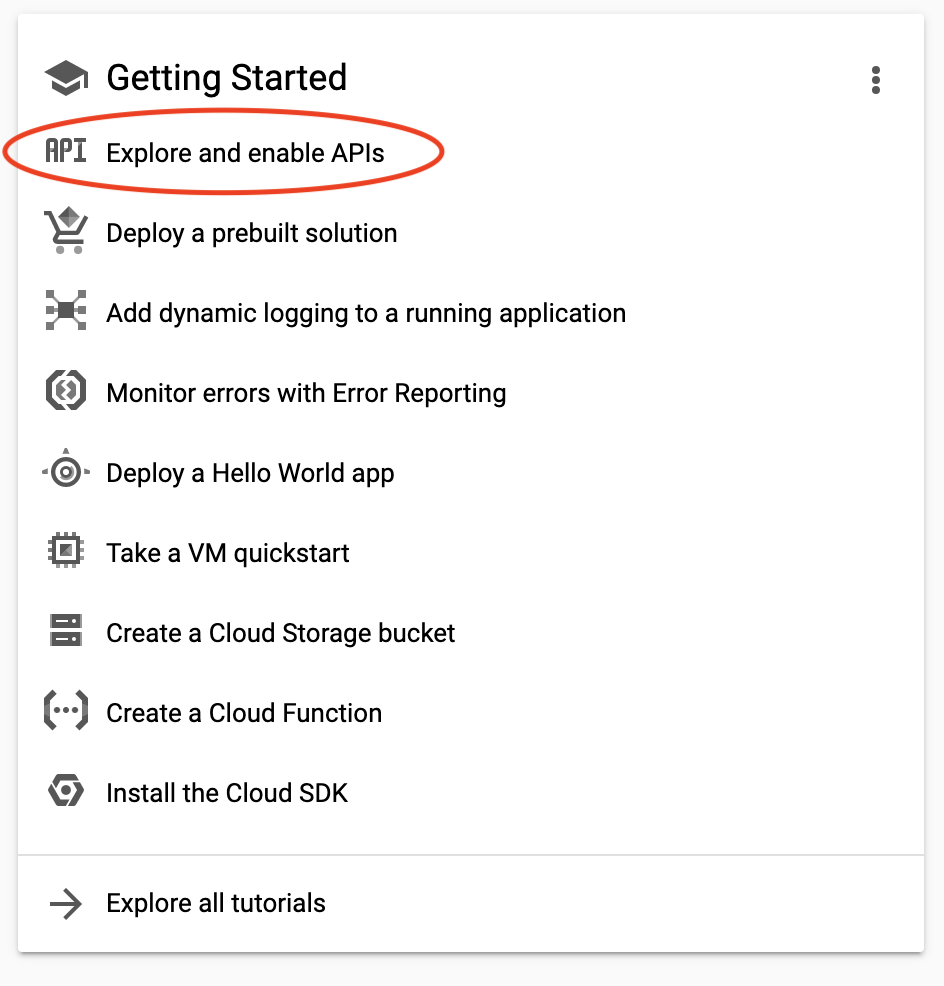 Getting Started
API Explore and enable APIs
Deploy a prebuilt solution
Add dynamic logging to a running application
Monitor errors with Error Reporting
Deploy a Hello World app
Take a VM quickstart
Create a Cloud Storage bucket
Create a Cloud Function
Install the Cloud SDK
Explore all tutorials